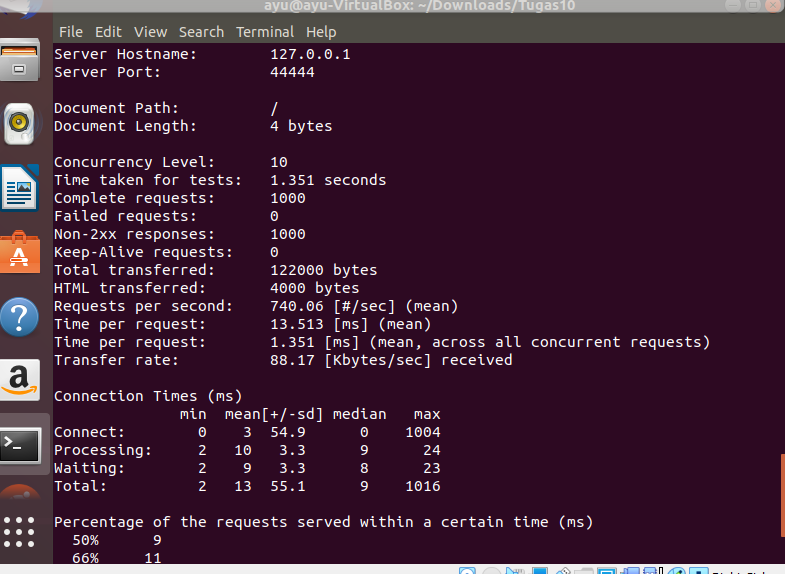 ayu@ayu-VirtualBox: ~/Downloads/Tugas10
File Edit View Search Terminal Help
Server Hostname:        127.0.0.1
Server Port:            44444
Document Path:          /
Document Length:        4 bytes
Concurrency Level:      10
Time taken for tests:   1.351 seconds
Complete requests:      1000
Failed requests:        0
Non-2xx responses:      1000
Keep-Alive requests:    0
Total transferred:      122000 bytes
HTML transferred:       4000 bytes
Requests per second:    740.06 [#/sec] (mean)
Time per request:       13.513 [ms] (mean)
Time per request:       1.351 [ms] (mean, across all concurrent requests)
Transfer rate:          88.17 [Kbytes/sec] received
Connection Times (ms)
              min  mean[+/-sd] median   max
Connect:        0    3  54.9      0    1004
Processing:     2   10   3.3      9      24
Waiting:        2    9   3.3      8      23
Total:          2   13  55.1      9    1016
Percentage of the requests served within a certain time (ms)
  50%      9
  66%     11